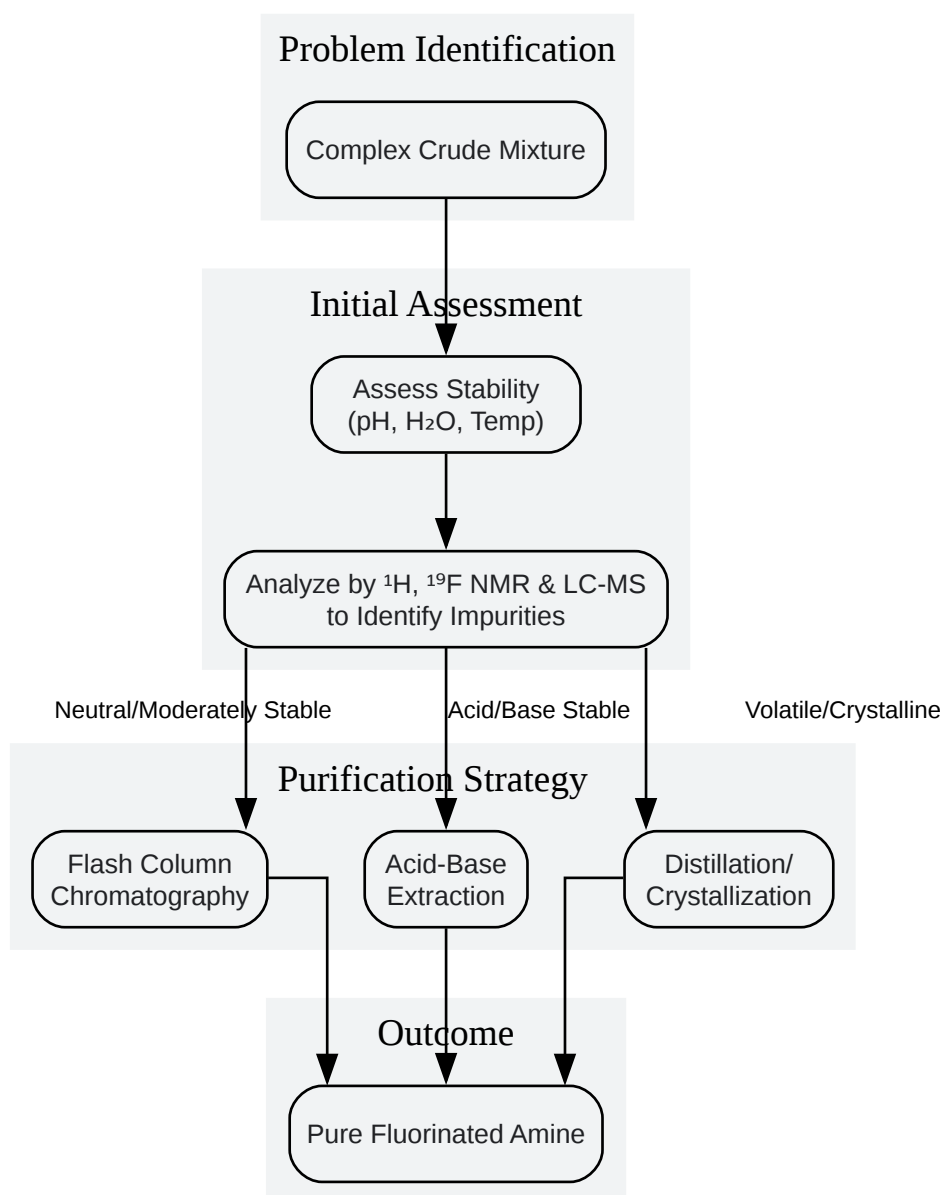 Problem Identification
Complex Crude Mixture
Initial Assessment
Assess Stability
(pH, H₂O, Temp)
Analyze by ¹H, ¹⁹F NMR & LC-MS
to Identify Impurities
Neutral/Moderately Stable
Acid/Base Stable
Volatile/Crystalline
Purification Strategy
Flash Column
Chromatography
Acid-Base
Extraction
Distillation/
Crystallization
Outcome
Pure Fluorinated Amine